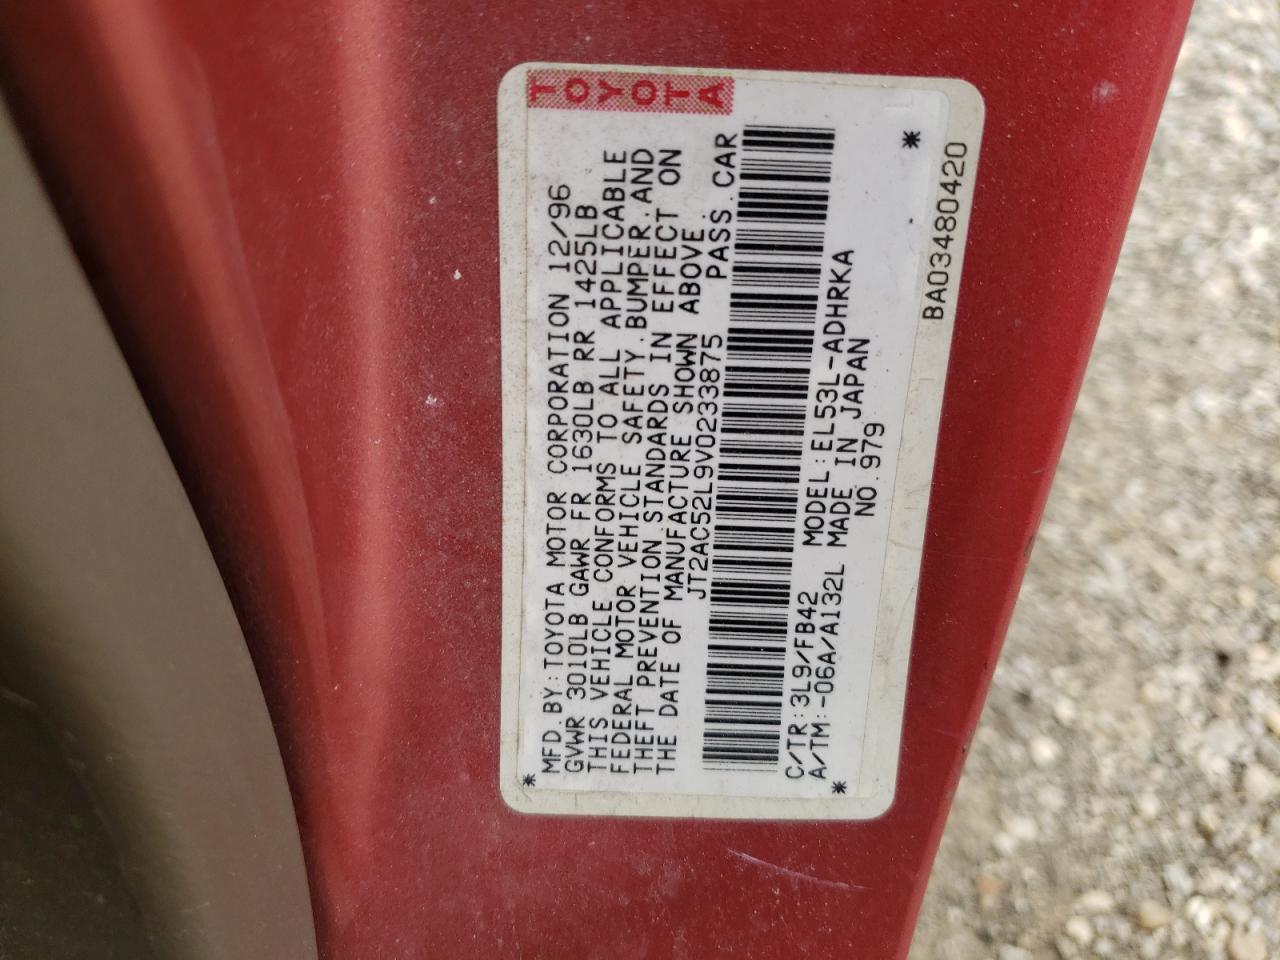 TOYOTA
MFD.BY:TOYOTA MOTOR CORPORATION 12/96
GVWR 3010LB GAWR FR 1630LB RR 1425LB
THIS VEHICLE CONFORMS TO ALL APPLICABLE
FEDERAL MOTOR VEHICLE SAFETY.BUMPER.AND
THEFT PREVENTION STANDARDS IN EFFECT ON
THE DATE OF MANUFACTURE SHOWN ABOVE.
JT2AC52L9V0233875 PASS.CAR
C/TR:3L9/FB42 MODEL:EL53L-ADHRKA
A/TM:-06A/A132L MADE IN JAPAN
NO.979
BA03480420